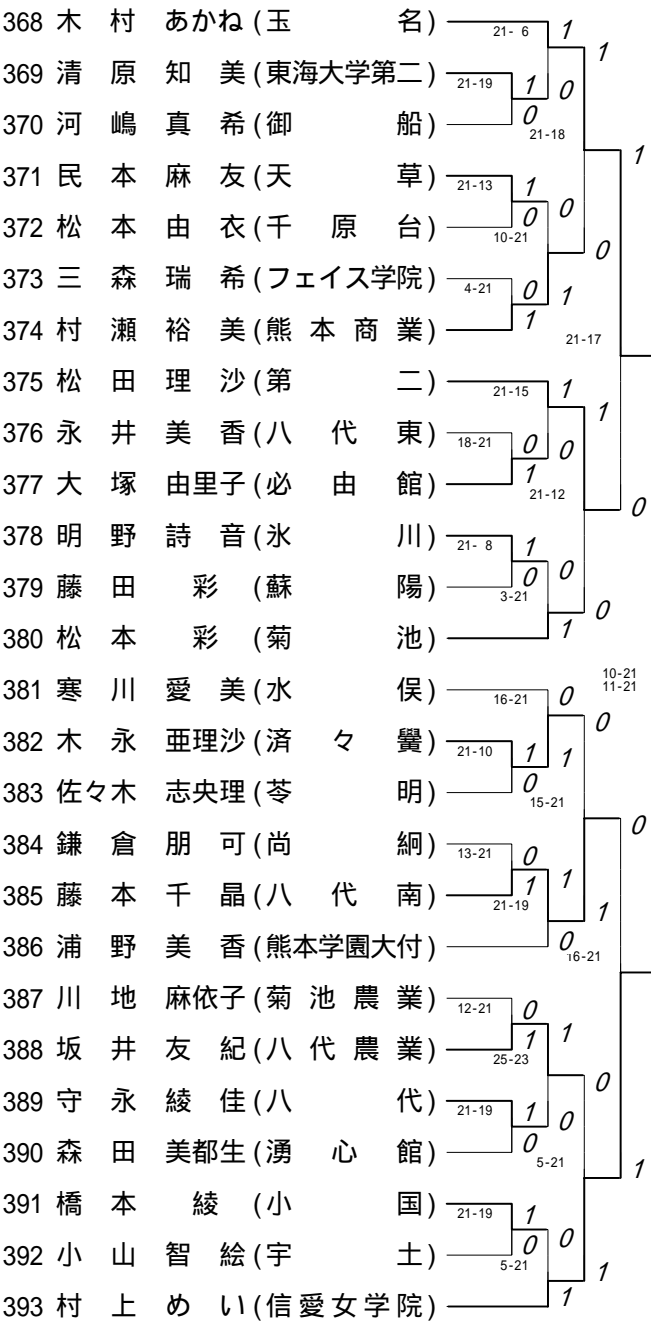 368 木 村 あかね (玉 名) 21- 6 1 1
369 清 原 知 美 (東海大学第二) 21-19 1 0
370 河 嶋 真 希 (御 船) 0 21-18 1
371 民 本 麻 友 (天 草) 21-13 1
372 松 本 由 衣 (千 原 台) 0 0 10-21 0
373 三 森 瑞 希 (フェイス学院) 4-21 0 1
374 村 瀬 裕 美 (熊 本 商 業) 1 21-17
375 松 田 理 沙 (第 二) 21-15 1 1
376 永 井 美 香 (八 代 東) 18-21 0 0
377 大 塚 由里子 (必 由 館) 1 21-12 0
378 明 野 詩 音 (氷 川) 21- 8 1
379 藤 田 彩 (蘇 陽) 0 0 3-21 0
380 松 本 彩 (菊 池) 1
381 寒 川 愛 美 (水 俣) 16-21 0 0 10-21 11-21
382 木 永 亜理沙 (済 々 黌) 21-10 1 1
383 佐々木 志央理 (苓 明) 0 15-21 0
384 鎌 倉 朋 可 (尚 絅) 13-21 0
385 藤 本 千 晶 (八 代 南) 1 1 21-19 1
386 浦 野 美 香 (熊本学園大付) 0 16-21
387 川 地 麻依子 (菊 池 農 業) 12-21 0
388 坂 井 友 紀 (八 代 農 業) 1 1 25-23
389 守 永 綾 佳 (八 代) 21-19 1 0 0
390 森 田 美都生 (湧 心 館) 0 5-21 1
391 橋 本 綾 (小 国) 21-19 1
392 小 山 智 絵 (宇 土) 0 0 5-21 1
393 村 上 め い (信愛女学院) 1